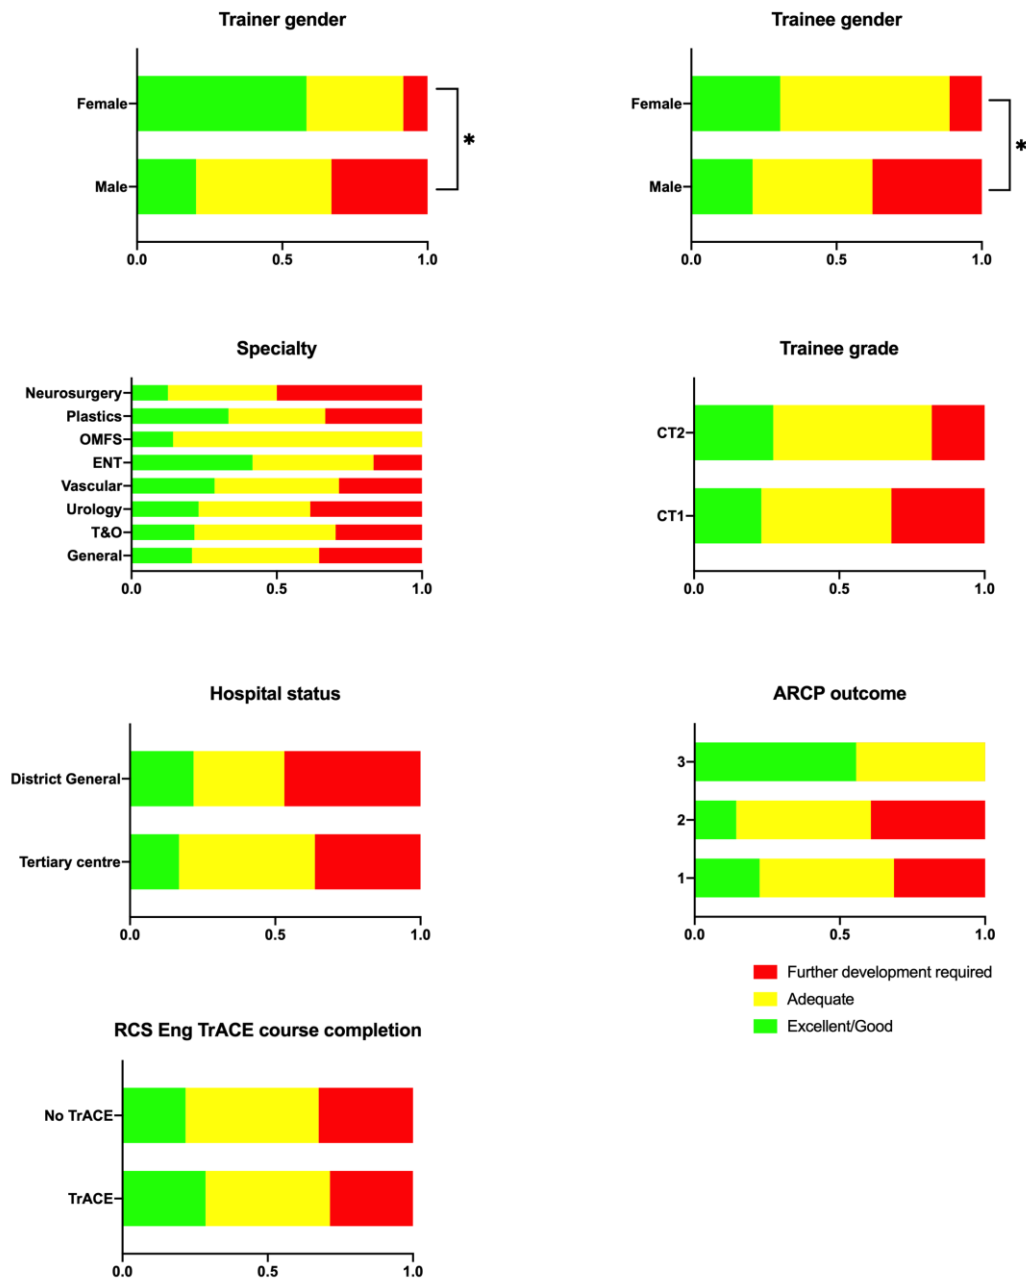 Trainer gender
Female
Male
*
0.0 0.5 1.0
Trainee gender
Female
Male
*
0.0 0.5 1.0
Specialty
Neurosurgery
Plastics
OMFS
ENT
Vascular
Urology
T&O
General
0.0 0.5 1.0
Trainee grade
CT2
CT1
0.0 0.5 1.0
Hospital status
District General
Tertiary centre
0.0 0.5 1.0
ARCP outcome
3
2
1
0.0 0.5 1.0
Further development required
Adequate
Excellent/Good
RCS Eng TrACE course completion
No TrACE
TrACE
0.0 0.5 1.0